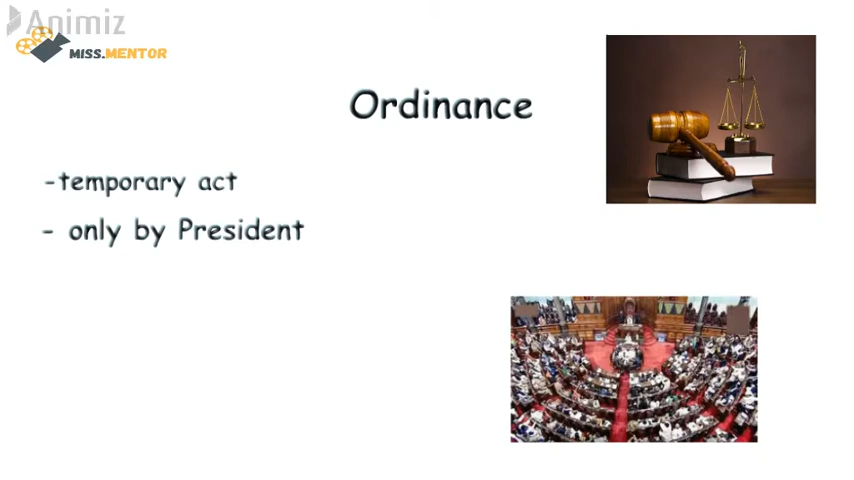 Animiz
MISS.MENTOR
Ordinance
-temporary act
- only by President